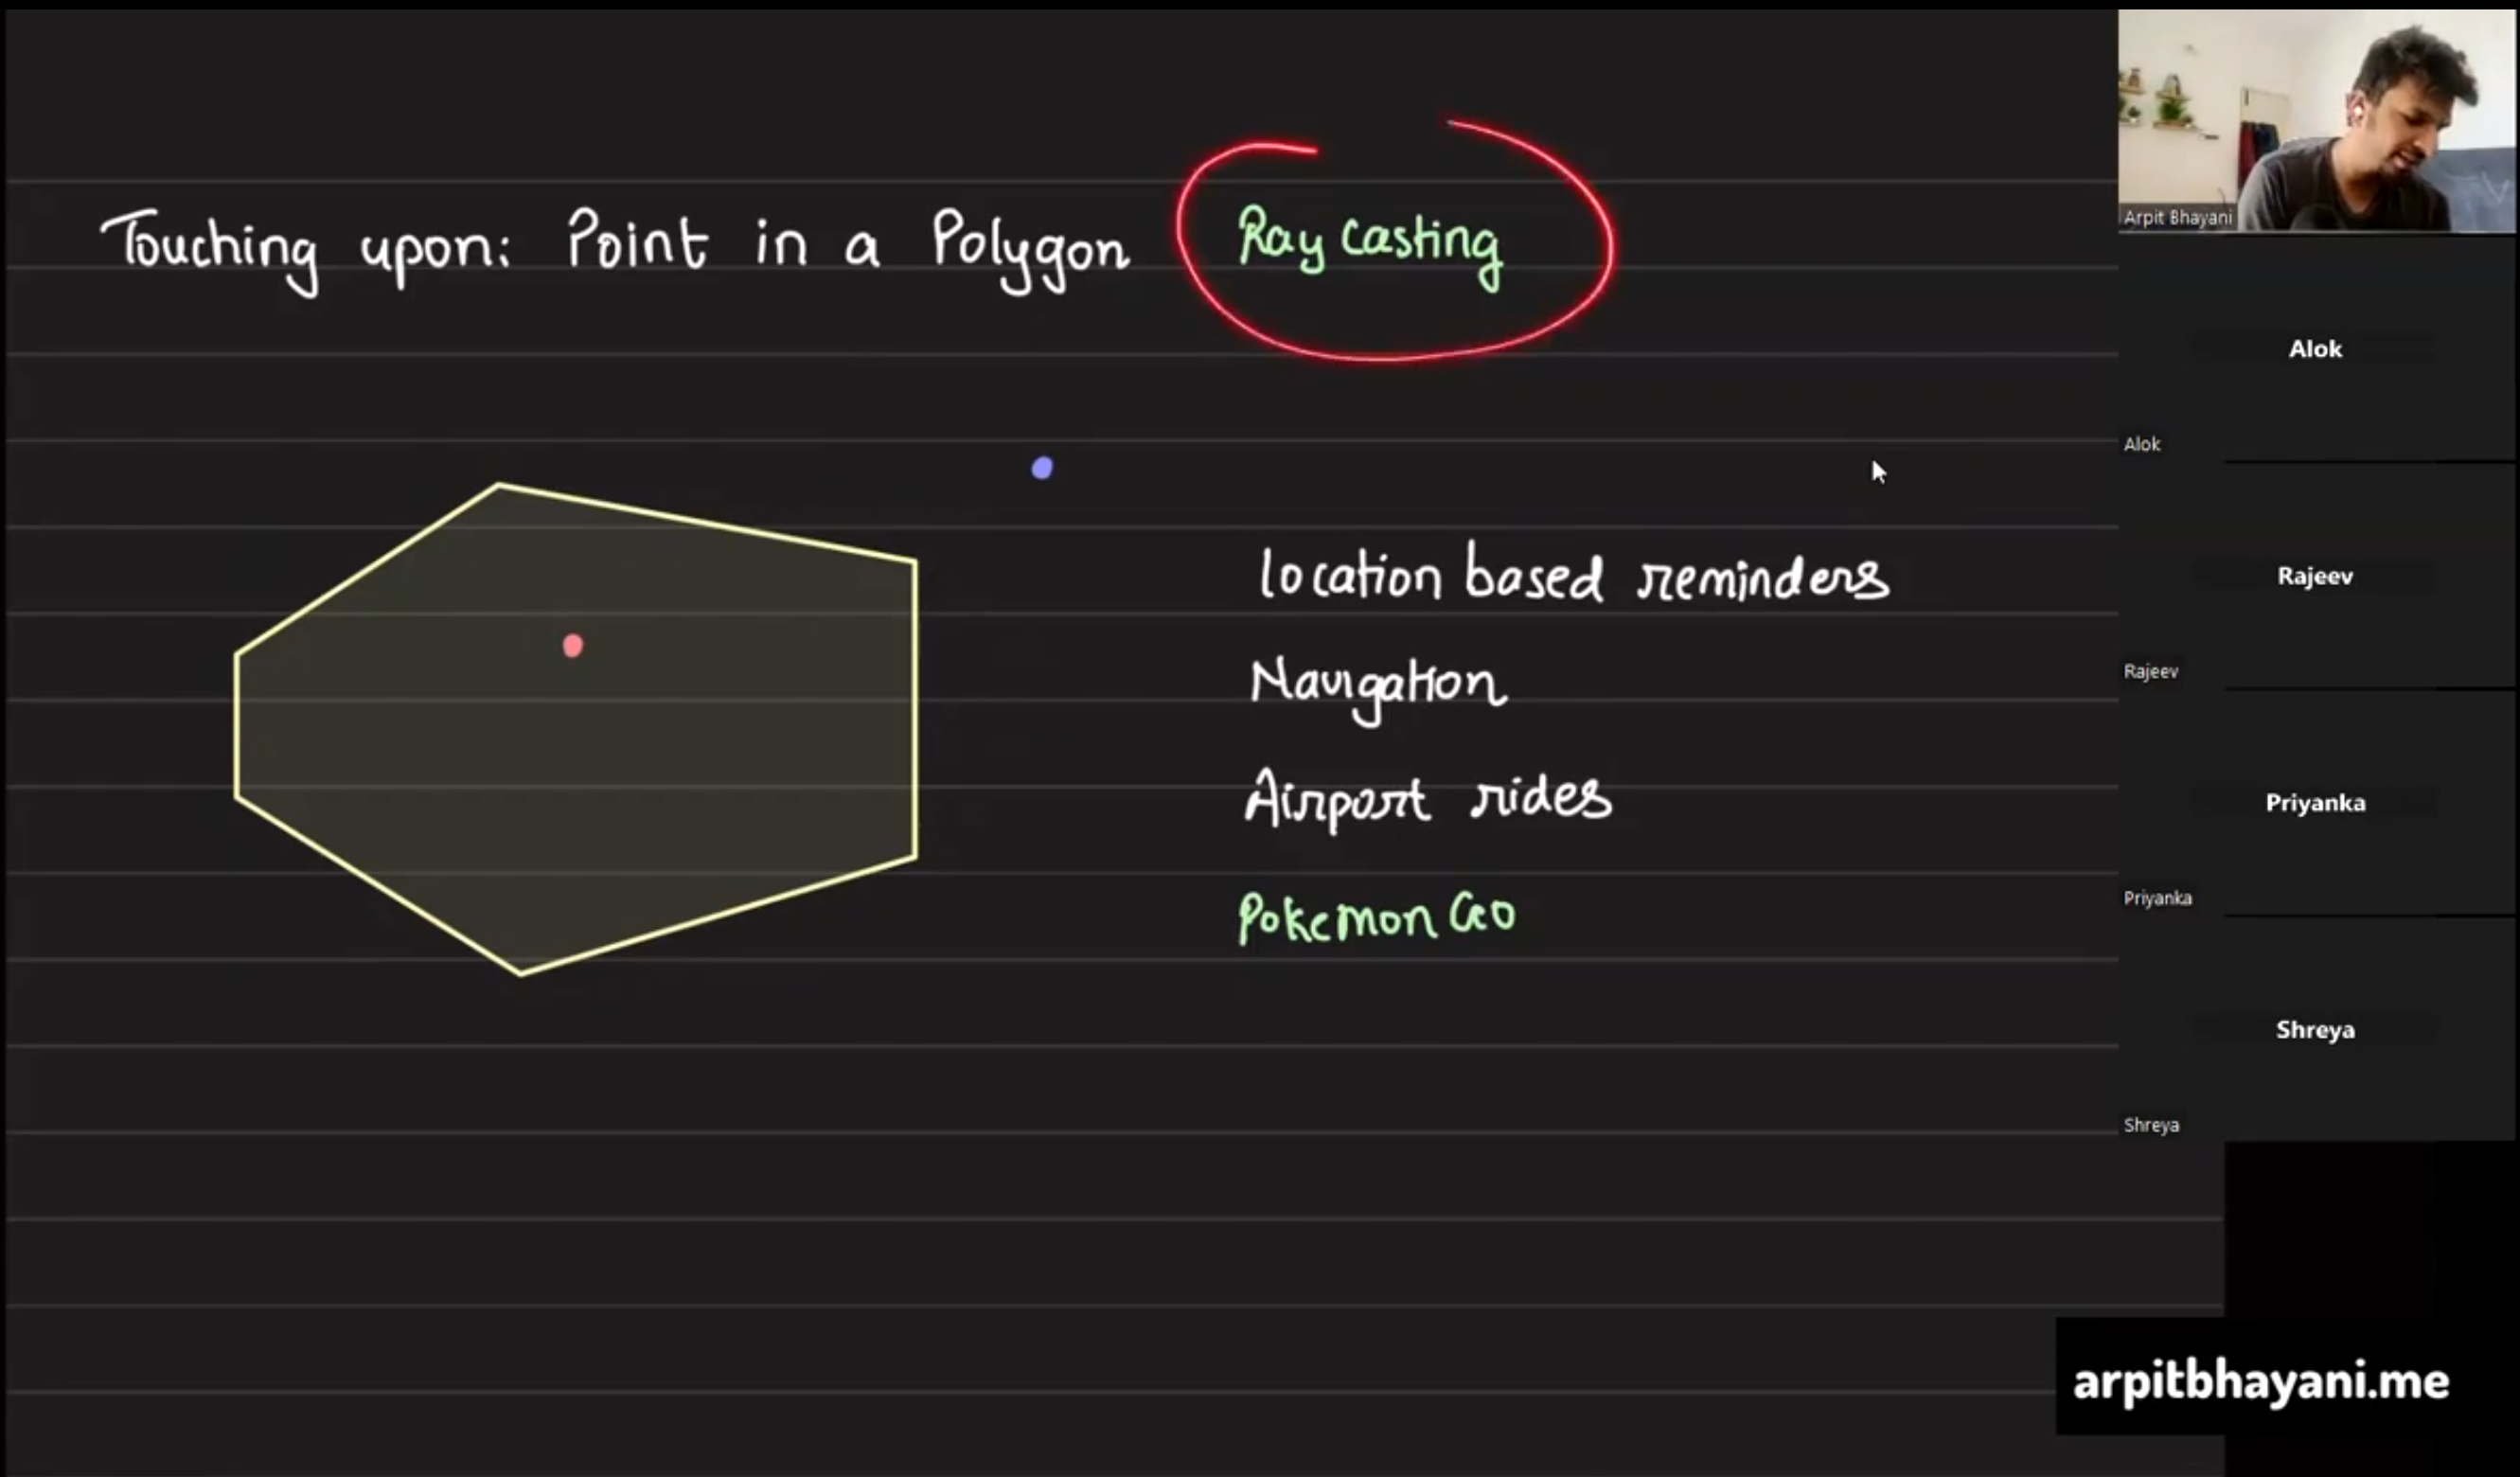 Touching upon: Point in a Polygon Ray Casting
location based reminders
Navigation
Airport rides
Pokemon Go
Arpit Bhayani
Alok
Alok
Rajeev
Rajeev
Priyanka
Priyanka
Shreya
Shreya
arpitbhayani.me